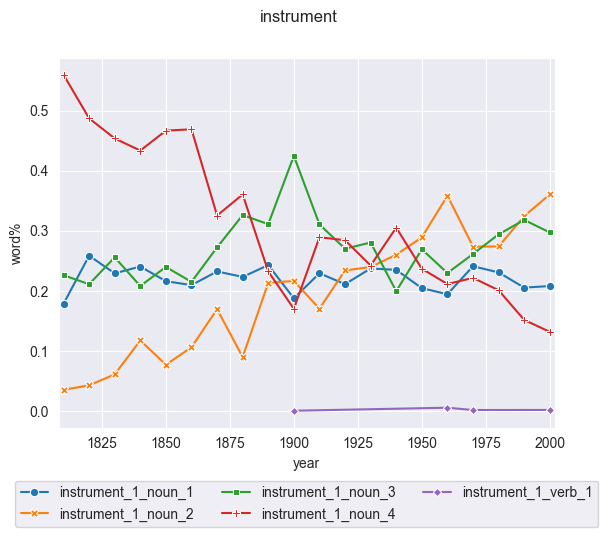 instrument
0.5
0.4
0.3
0.2
0.1
0.0
word%
1825 1850 1875 1900 1925 1950 1975 2000
year
instrument_1_noun_1 instrument_1_noun_3 instrument_1_verb_1
instrument_1_noun_2 instrument_1_noun_4